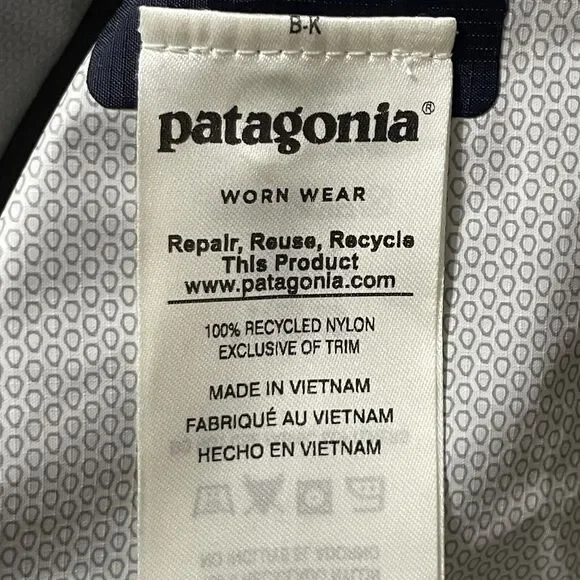 B-K
patagonia®
WORN WEAR
Repair, Reuse, Recycle
This Product
www.patagonia.com
100% RECYCLED NYLON
EXCLUSIVE OF TRIM
MADE IN VIETNAM
FABRIQUÉ AU VIETNAM
HECHO EN VIETNAM